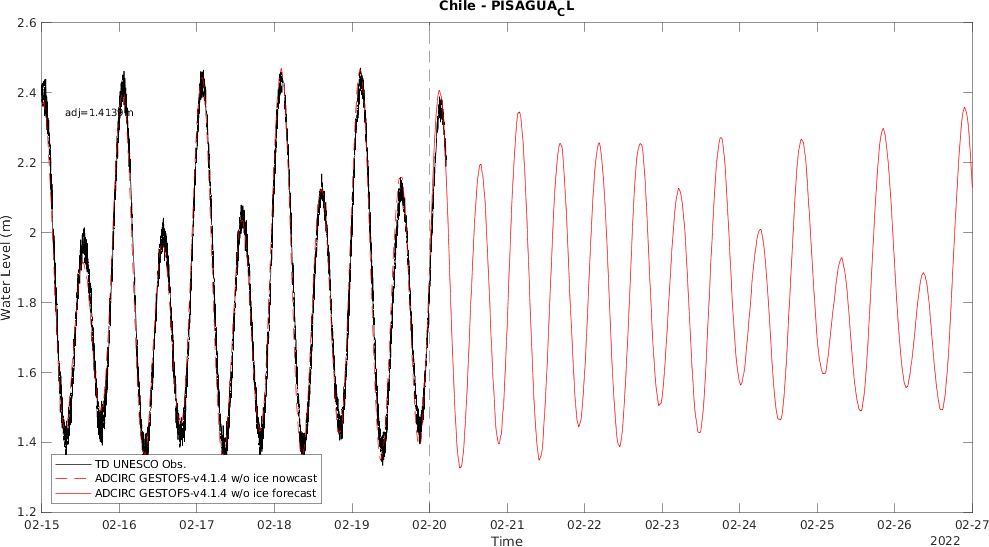 Chile - PISAGUA_CL
2.6
2.4
2.2
2
1.8
1.6
1.4
1.2
Water Level (m)
adj=1.4139m
TD UNESCO Obs.
ADCIRC GESTOFS-v4.1.4 w/o ice nowcast
ADCIRC GESTOFS-v4.1.4 w/o ice forecast
02-15 02-16 02-17 02-18 02-19 02-20 02-21 02-22 02-23 02-24 02-25 02-26 02-27
Time
2022